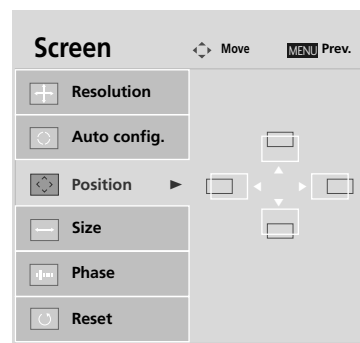 Screen Move MENU Prev.
Resolution
Auto config.
Position
Size
Phase
Reset